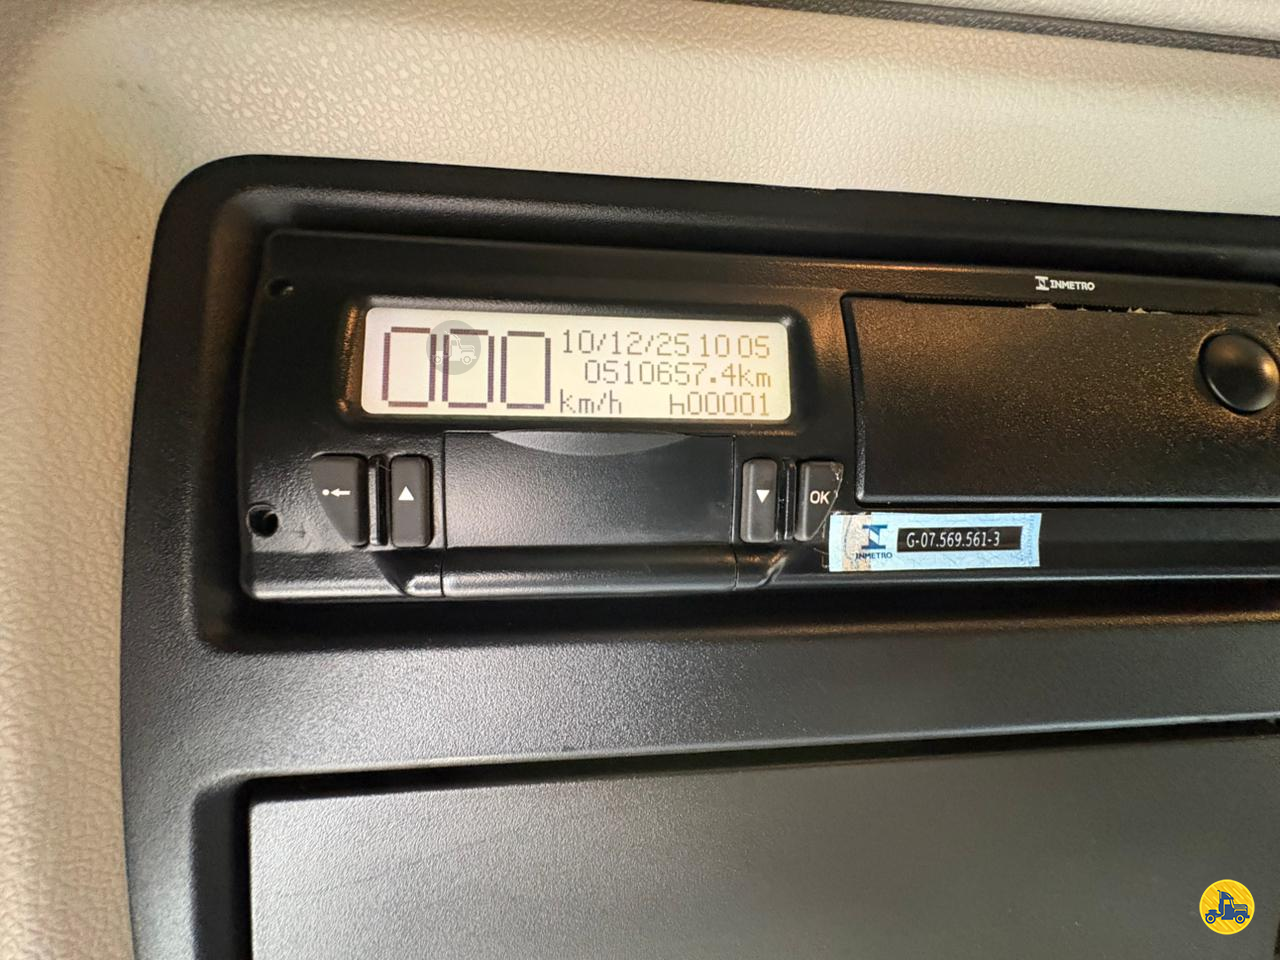 INMETRO
000
10/12/25 10 05
0510657.4km
km/h h00001
OK
INMETRO G-07.569.561-3